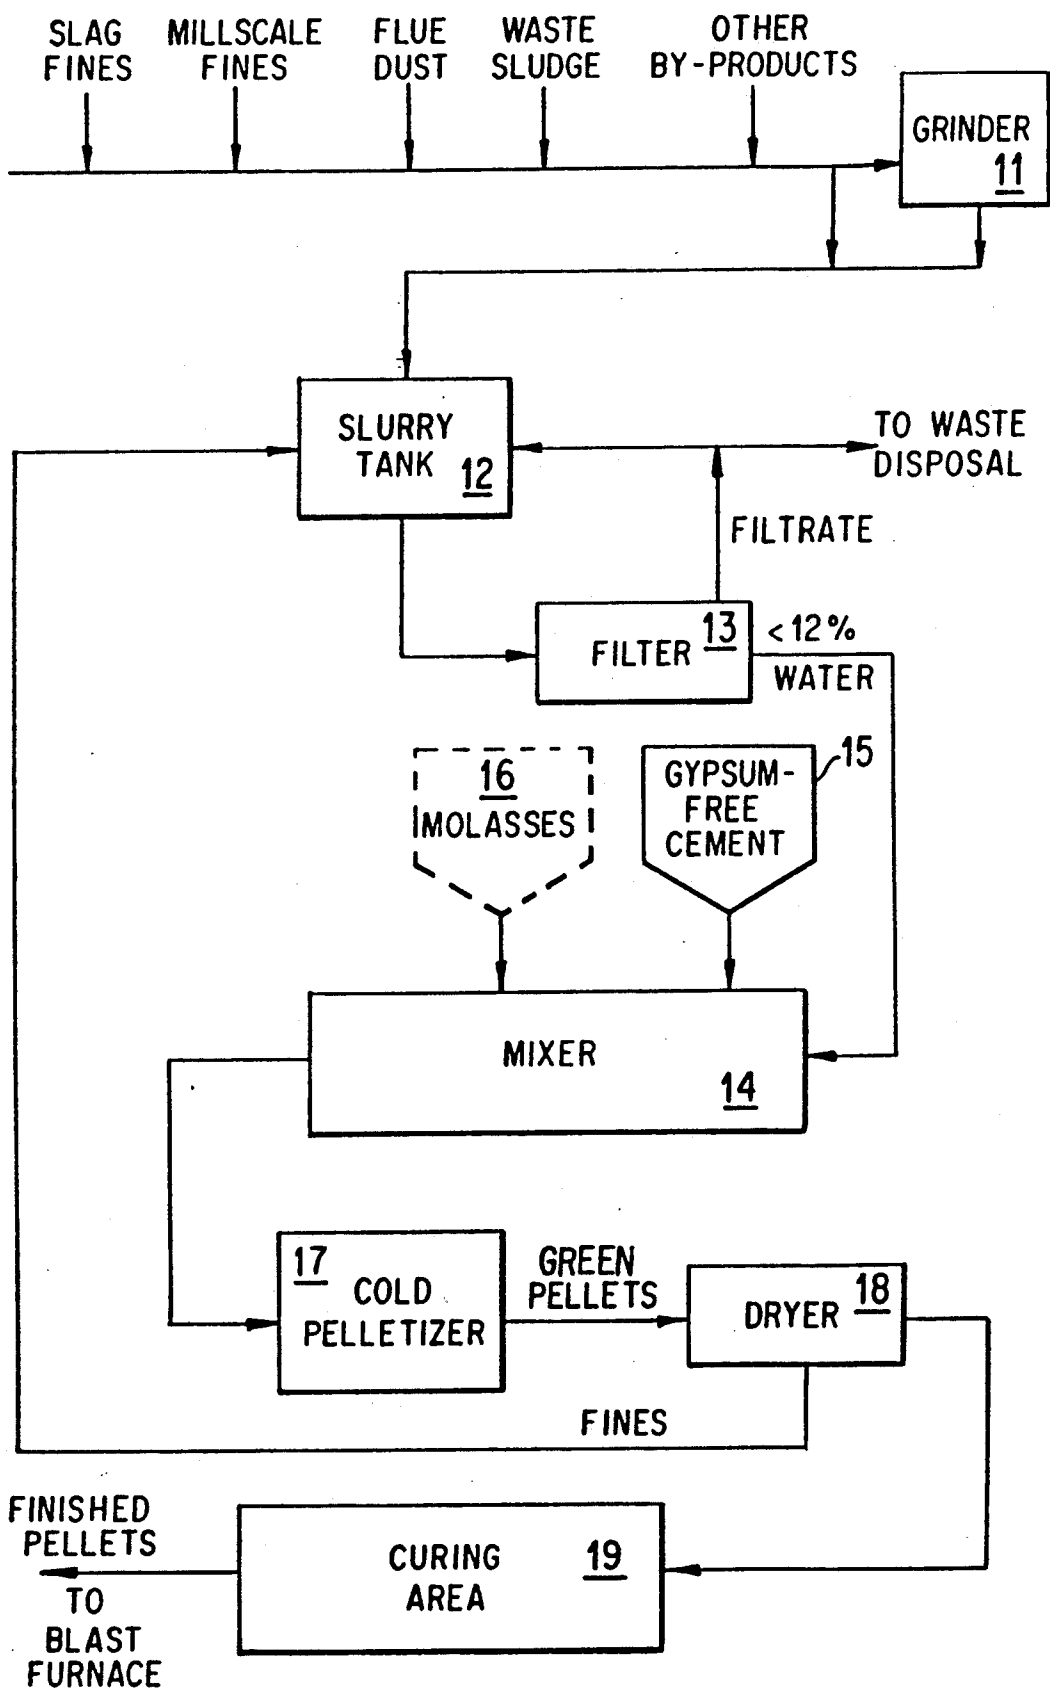 SLAG
FINES
MILLSCALE
FINES
FLUE
DUST
WASTE
SLUDGE
OTHER
BY-PRODUCTS
GRINDER
11
SLURRY
TANK
12
TO WASTE
DISPOSAL
FILTRATE
FILTER
13
<12%
WATER
16
MOLASSES
GYPSUM-
FREE
CEMENT
15
MIXER
14
17
COLD
PELLETIZER
GREEN
PELLETS
DRYER
18
FINES
FINISHED
PELLETS
TO
BLAST
FURNACE
CURING
AREA
19